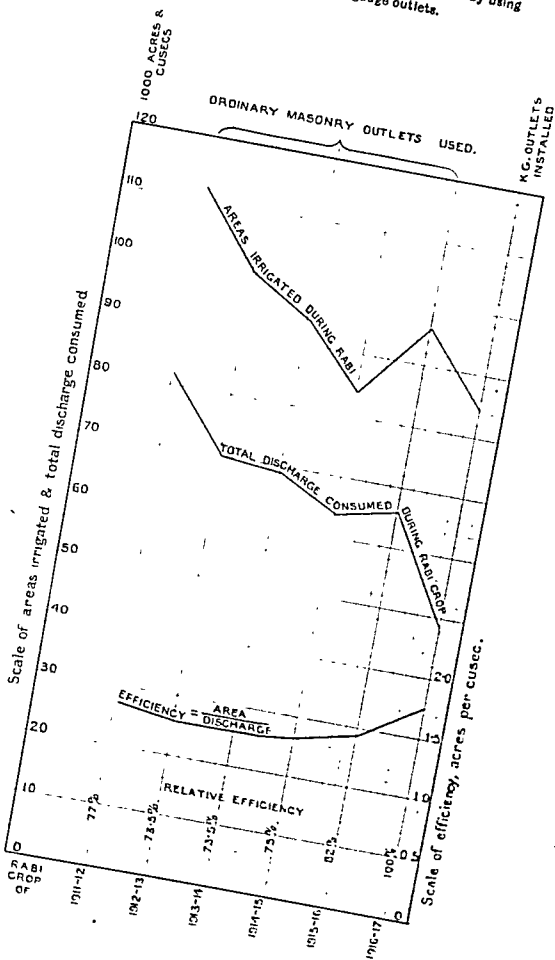 by using
gauge outlets.
1000 ACRES &
CUSECS
ORDINARY MASONRY OUTLETS USED.
K.G. OUTLETS
INSTALLED
120
110
100
90
80
70
60
50
40
30
20
10
0
Scale of areas irrigated & total discharge consumed
AREAS IRRIGATED DURING RABI
TOTAL DISCHARGE CONSUMED DURING RABI CROP
EFFICIENCY = AREA
DISCHARGE
2.0
1.5
1.0
0.5
0
Scale of efficiency, acres per cusec.
RELATIVE EFFICIENCY
77%
73.5%
73.5%
75%
82%
100%
RABI
CROP
OF
1911-12
1912-13
1913-14
1914-15
1915-16
1916-17